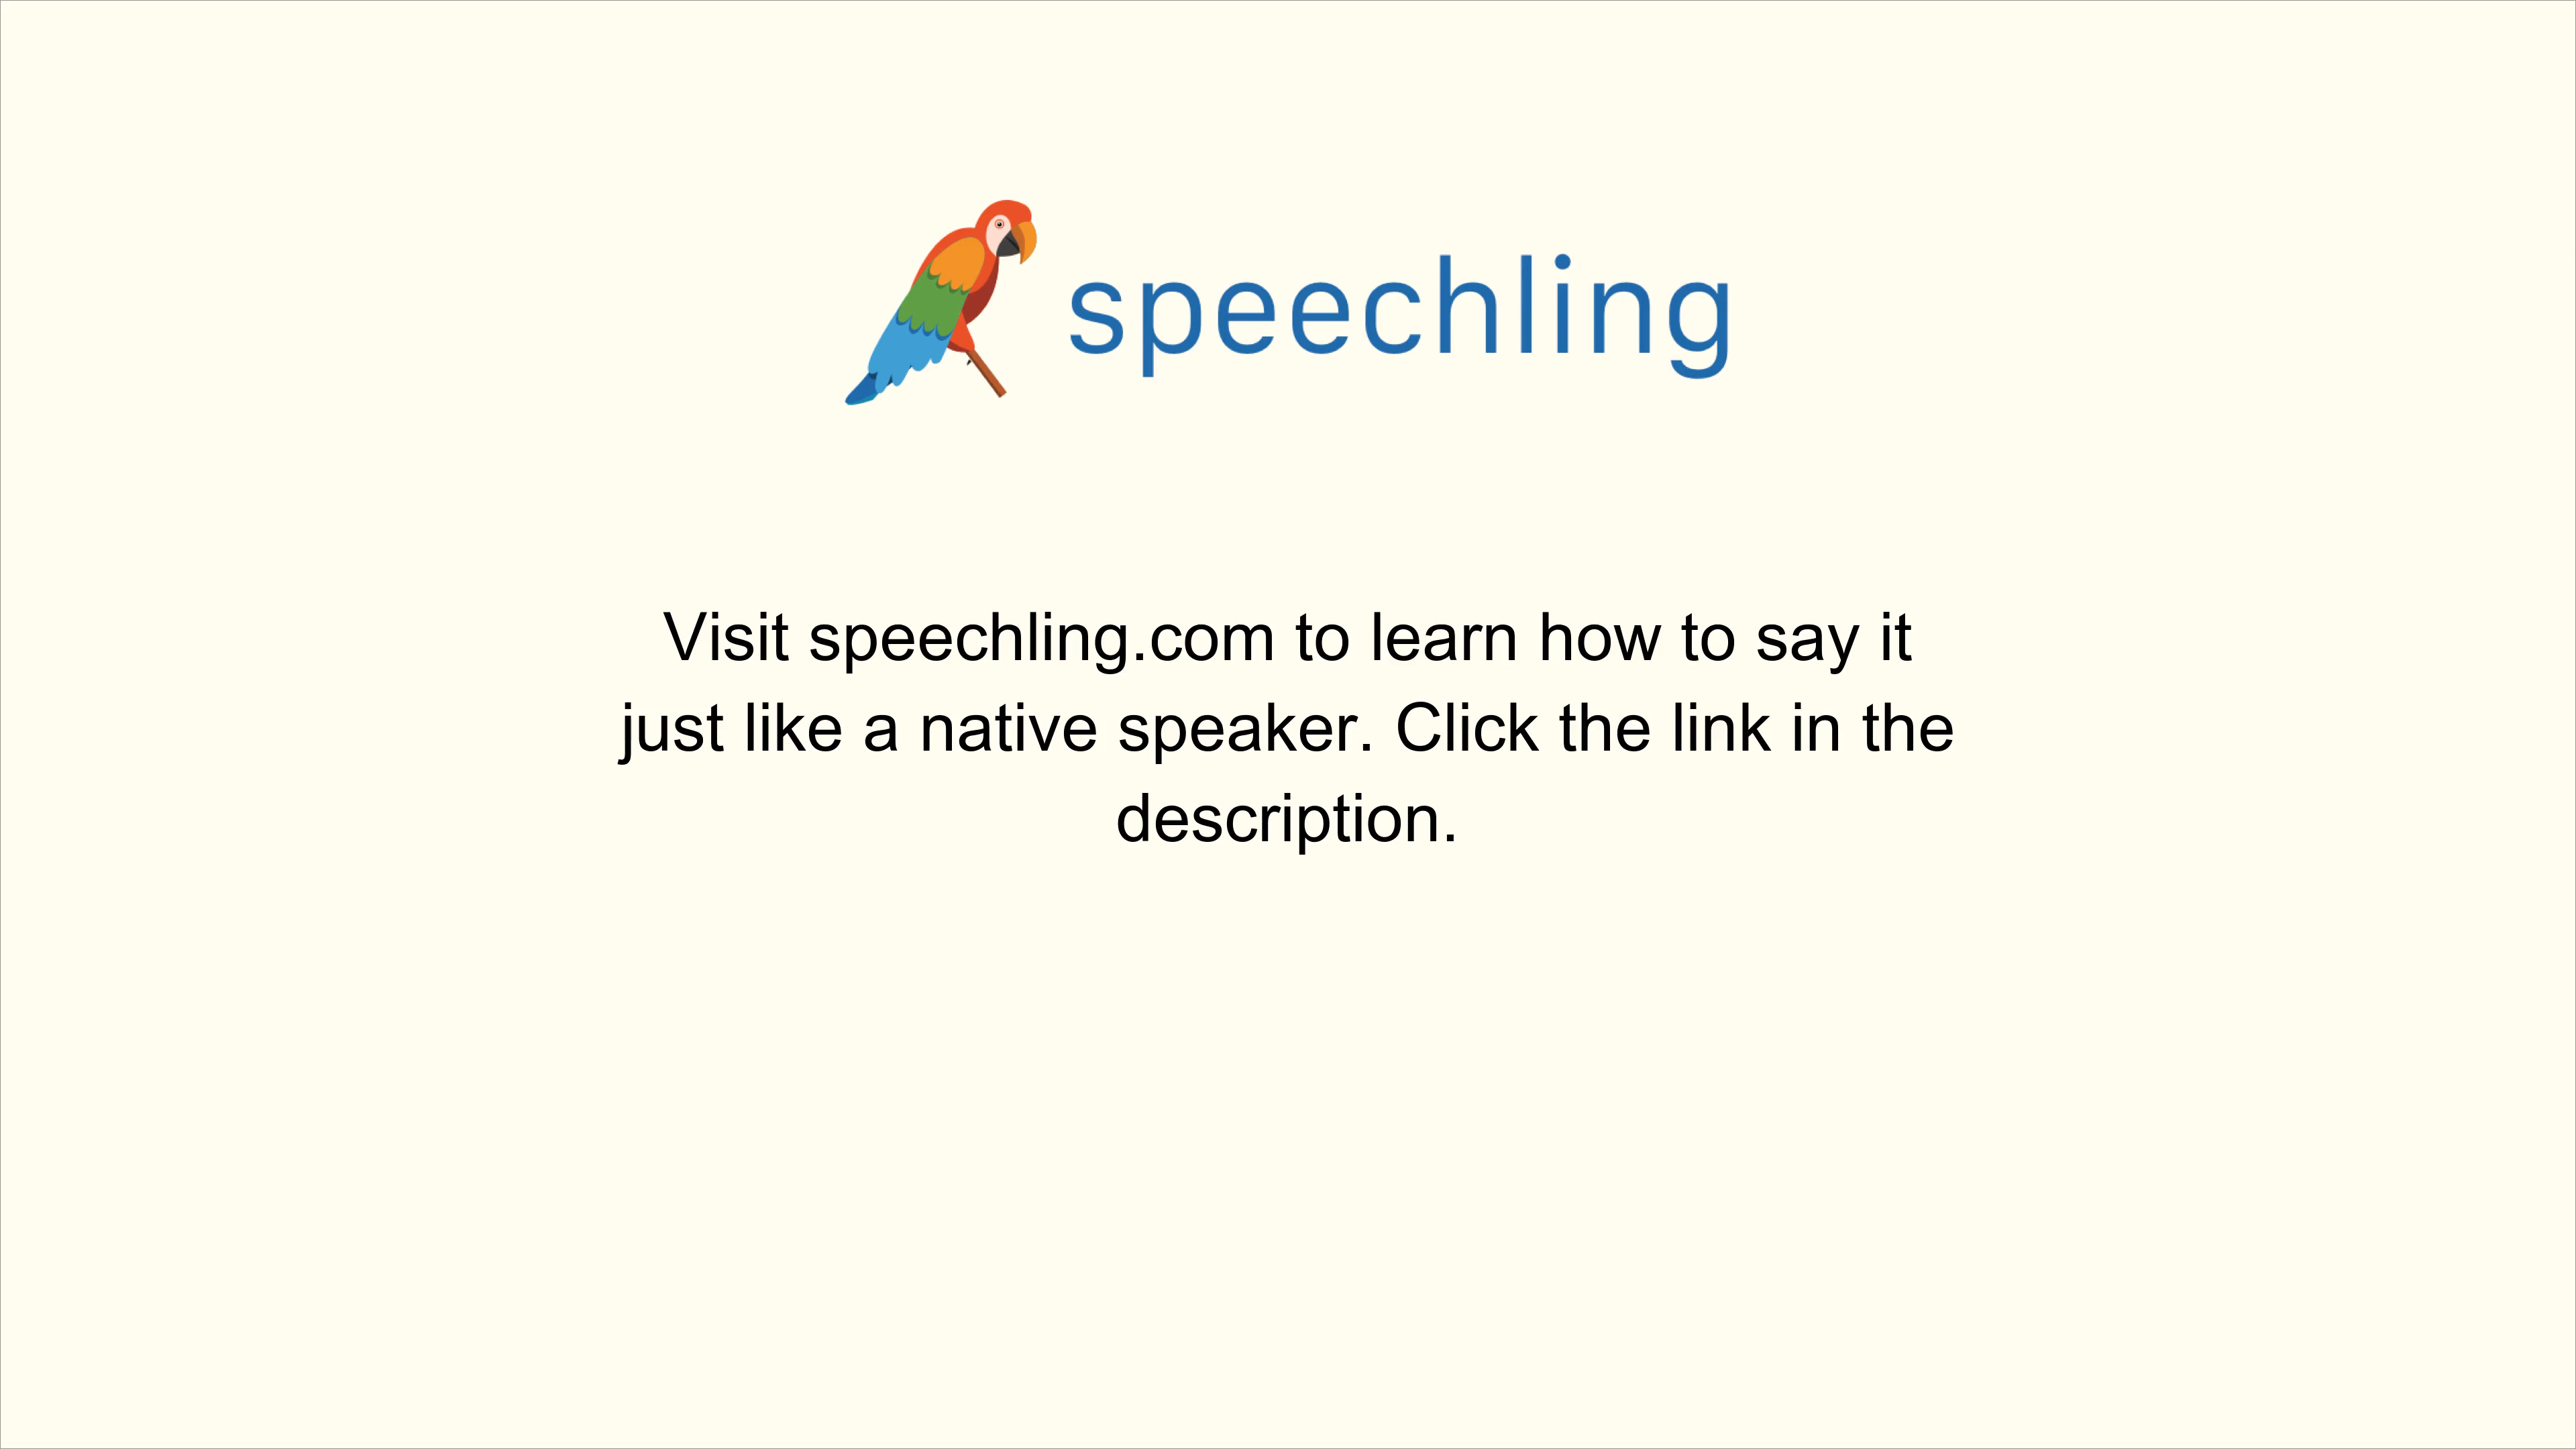 speechling
Visit speechling.com to learn how to say it
just like a native speaker. Click the link in the
description.